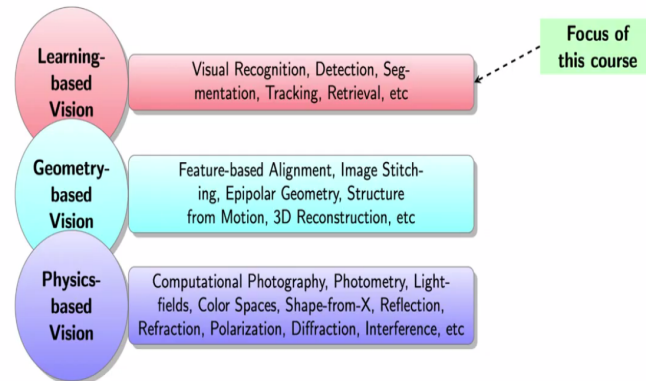 Learning-
based
Vision
Visual Recognition, Detection, Seg-
mentation, Tracking, Retrieval, etc
Focus of
this course
Geometry-
based
Vision
Feature-based Alignment, Image Stitch-
ing, Epipolar Geometry, Structure
from Motion, 3D Reconstruction, etc
Physics-
based
Vision
Computational Photography, Photometry, Light-
fields, Color Spaces, Shape-from-X, Reflection,
Refraction, Polarization, Diffraction, Interference, etc